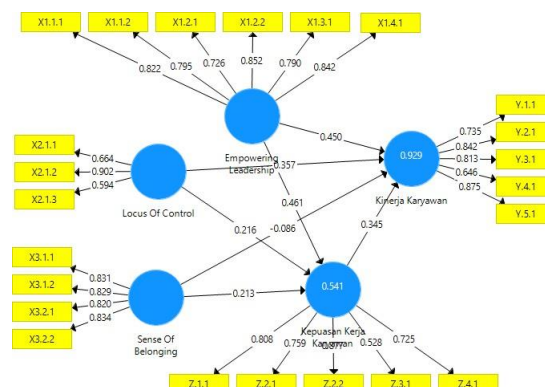 X1.1.1
X1.1.2
X1.2.1
X1.2.2
X1.3.1
X1.4.1
0.822
0.795
0.726
0.852
0.790
0.842
Empowering
Leadership
X2.1.1
X2.1.2
X2.1.3
0.664
0.902
0.594
Locus Of Control
X3.1.1
X3.1.2
X3.2.1
X3.2.2
0.831
0.829
0.820
0.834
Sense Of
Belonging
0.450
0.357
0.461
0.216
-0.086
0.213
0.345
0.929
Kinerja Karyawan
Y.1.1
Y.2.1
Y.3.1
Y.4.1
Y.5.1
0.735
0.842
0.813
0.646
0.875
0.541
Kepuasan Kerja
Karyawan
0.808
0.759
0.877
0.528
0.725
Z.1.1
Z.2.1
Z.2.2
Z.3.1
Z.4.1